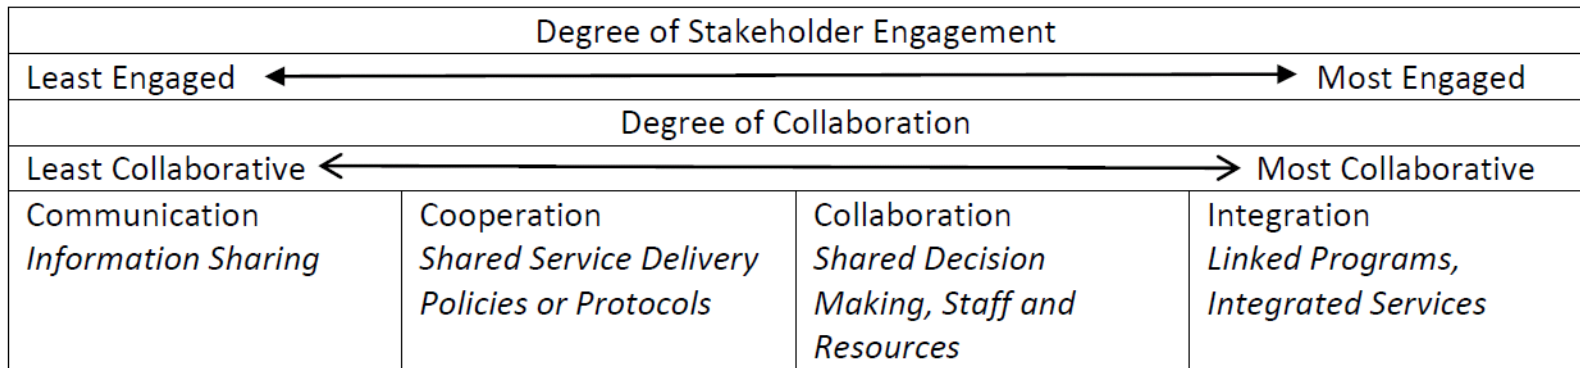 Degree of Stakeholder Engagement
Least Engaged Most Engaged
Degree of Collaboration
Least Collaborative Most Collaborative
Communication
Information Sharing
Cooperation
Shared Service Delivery
Policies or Protocols
Collaboration
Shared Decision
Making, Staff and
Resources
Integration
Linked Programs,
Integrated Services